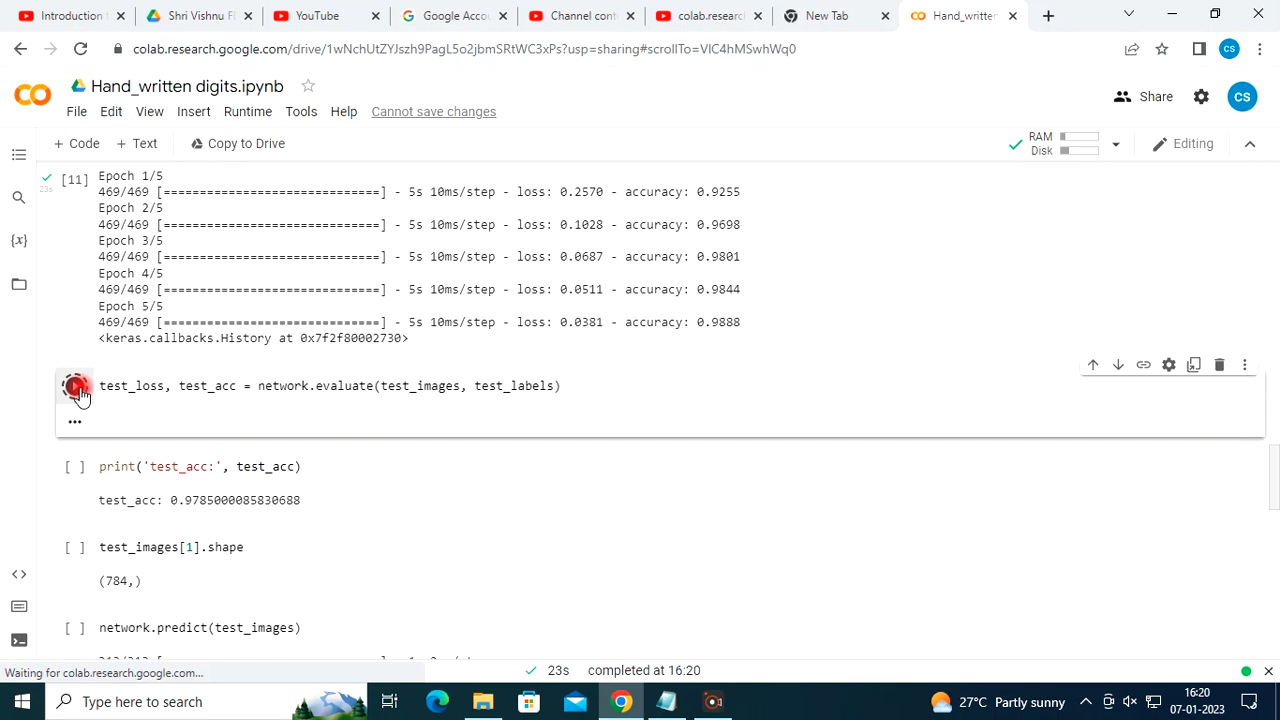 Introduction t
Shri Vishnu F
YouTube
Google Accou
Channel cont
colab.research
New Tab
Hand_written
colab.research.google.com/drive/1wNchUtZYJszh9PagL5o2jbmSRtWC3xPs?usp=sharing#scrollTo=VIC4hMSwhWq0
CS
CO
Hand_written digits.ipynb
File Edit View Insert Runtime Tools Help Cannot save changes
Share
CS
+ Code + Text Copy to Drive
RAM
Disk
Editing
[11]
23s
Epoch 1/5
469/469 [==============================] - 5s 10ms/step - loss: 0.2570 - accuracy: 0.9255
Epoch 2/5
469/469 [==============================] - 5s 10ms/step - loss: 0.1028 - accuracy: 0.9698
Epoch 3/5
469/469 [==============================] - 5s 10ms/step - loss: 0.0687 - accuracy: 0.9801
Epoch 4/5
469/469 [==============================] - 5s 10ms/step - loss: 0.0511 - accuracy: 0.9844
Epoch 5/5
469/469 [==============================] - 5s 10ms/step - loss: 0.0381 - accuracy: 0.9888
<keras.callbacks.History at 0x7f2f80002730>
test_loss, test_acc = network.evaluate(test_images, test_labels)
...
[ ] print('test_acc:', test_acc)
test_acc: 0.9785000085830688
[ ] test_images[1].shape
(784,)
[ ] network.predict(test_images)
Waiting for colab.research.google.com...
23s completed at 16:20
Type here to search
27°C Partly sunny
16:20
07-01-2023